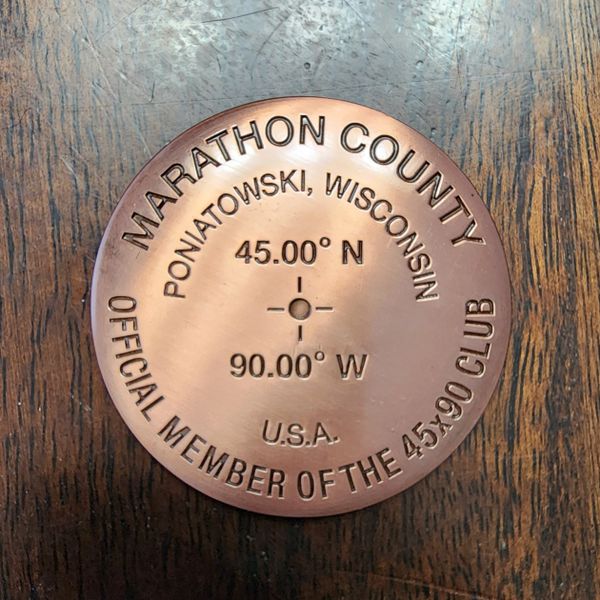 MARATHON COUNTY
PONIATOWSKI, WISCONSIN
45.00° N
90.00° W
U.S.A.
OFFICIAL MEMBER OF THE 45x90 CLUB